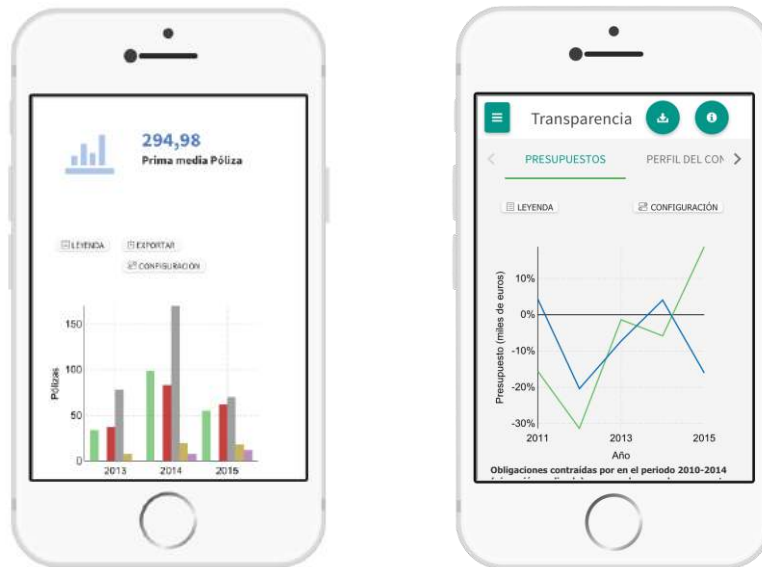 294,98
Prima media Póliza
LEYENDA
EXPORTAR
CONFIGURACIÓN
Pólizas
150
100
50
0
2013
2014
2015
Transparencia
PRESUPUESTOS
PERFIL DEL CON
LEYENDA
CONFIGURACIÓN
Presupuesto (miles de euros)
10%
0%
-10%
-20%
-30%
2011
2013
2015
Año
Obligaciones contraídas por en el periodo 2010-2014